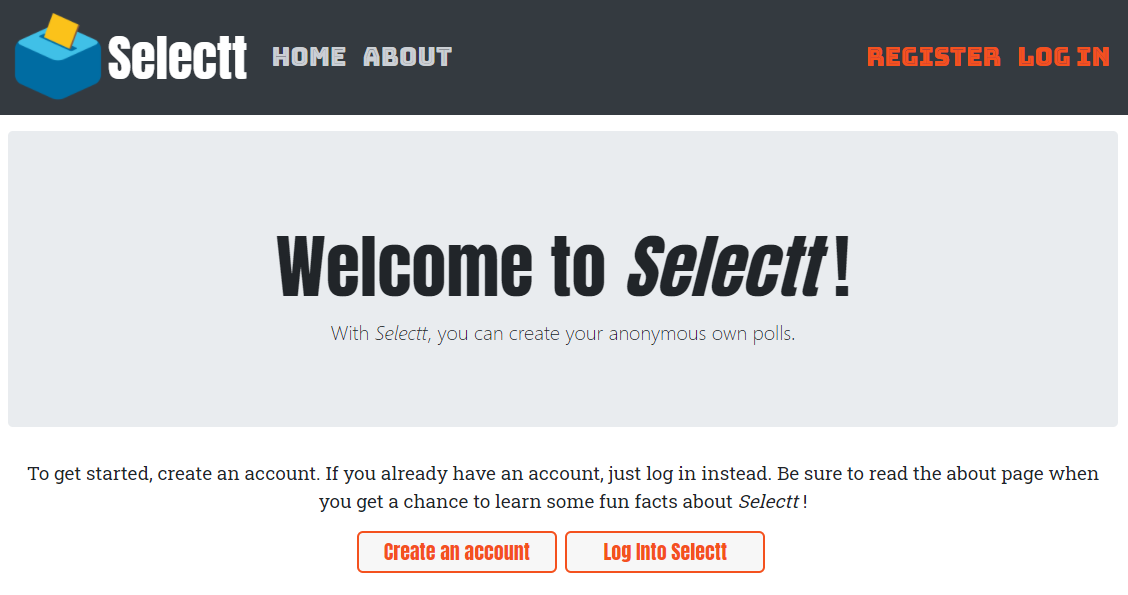 Selectt HOME ABOUT REGISTER LOG IN
Welcome to Selectt!
With Selectt, you can create your anonymous own polls.
To get started, create an account. If you already have an account, just log in instead. Be sure to read the about page when
you get a chance to learn some fun facts about Selectt!
Create an account Log Into Selectt